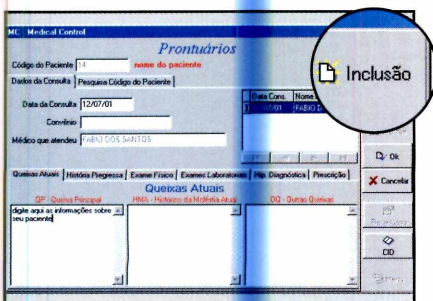 MC - Medical Control
Prontuários
Código do Paciente 14 nome do paciente
Dados da Consulta Pesquisa Código do Paciente
Inclusão
Data da Consulta 12/07/01
Data Cons. Nome
Convênio
Médico que atendeu FABIO DOS SANTOS
Ok
Queixas Atuais História Pregressa Exame Físico Exames Laboratoriais Hip. Diagnóstica Prescrição
Cancelar
Queixas Atuais
QP - Queixa Principal HMA - Histórico da Moléstia Atual OQ - Outras Queixas
digite aqui as informações sobre
seu paciente
CID